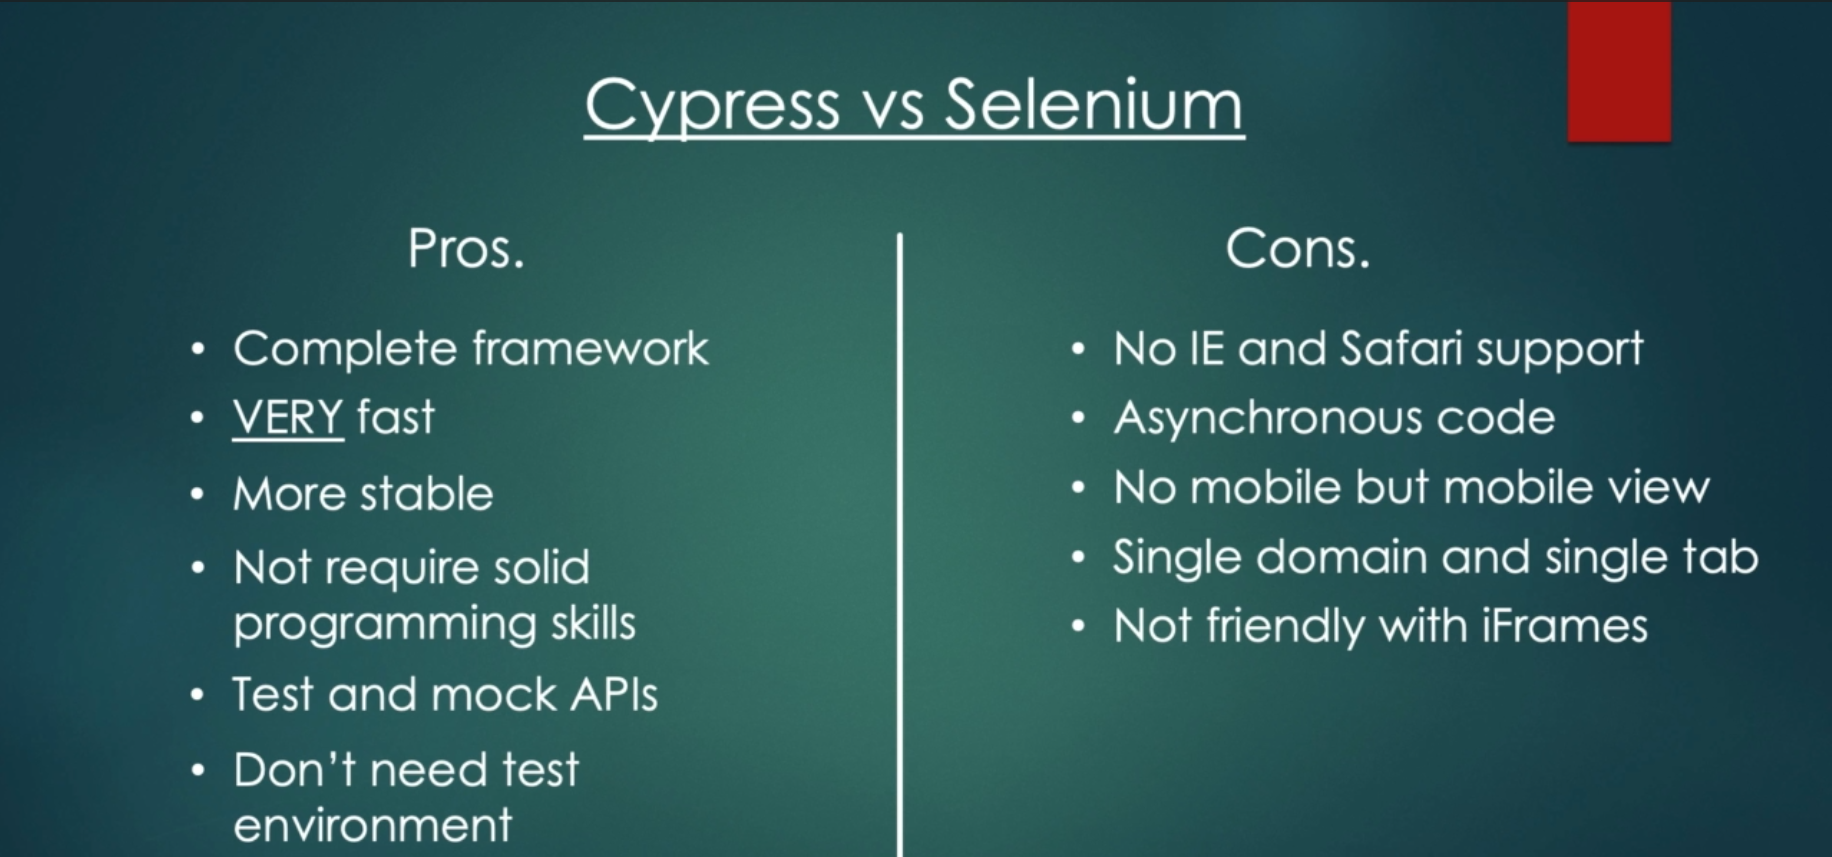 Cypress vs Selenium
Pros.
• Complete framework
• VERY fast
• More stable
• Not require solid
programming skills
• Test and mock APIs
• Don't need test
environment
Cons.
• No IE and Safari support
• Asynchronous code
• No mobile but mobile view
• Single domain and single tab
• Not friendly with iFrames